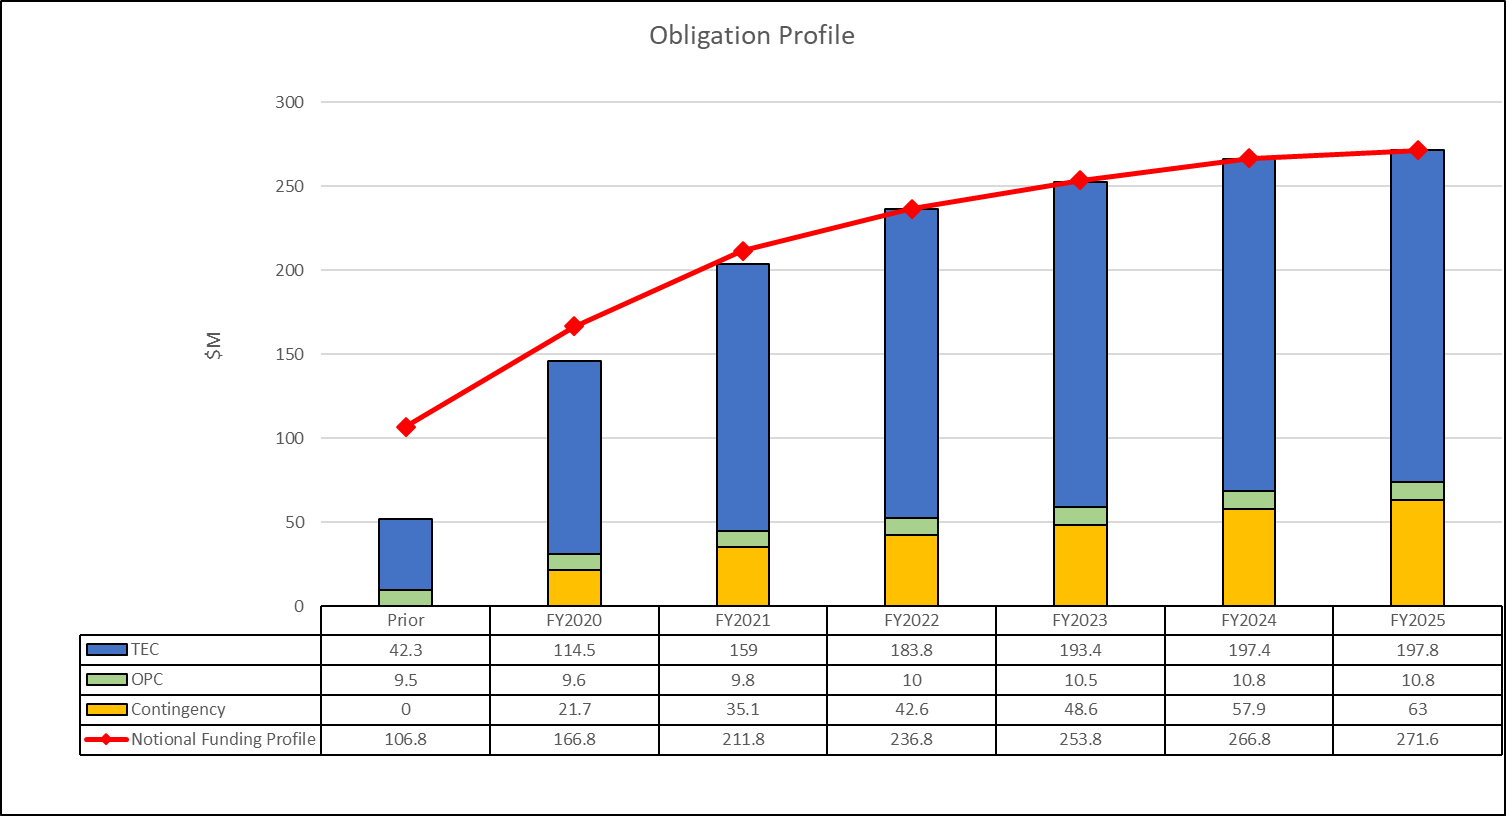 Obligation Profile
300
250
200
150
100
50
0
$M
Prior FY2020 FY2021 FY2022 FY2023 FY2024 FY2025
TEC 42.3 114.5 159 183.8 193.4 197.4 197.8
OPC 9.5 9.6 9.8 10 10.5 10.8 10.8
Contingency 0 21.7 35.1 42.6 48.6 57.9 63
Notional Funding Profile 106.8 166.8 211.8 236.8 253.8 266.8 271.6